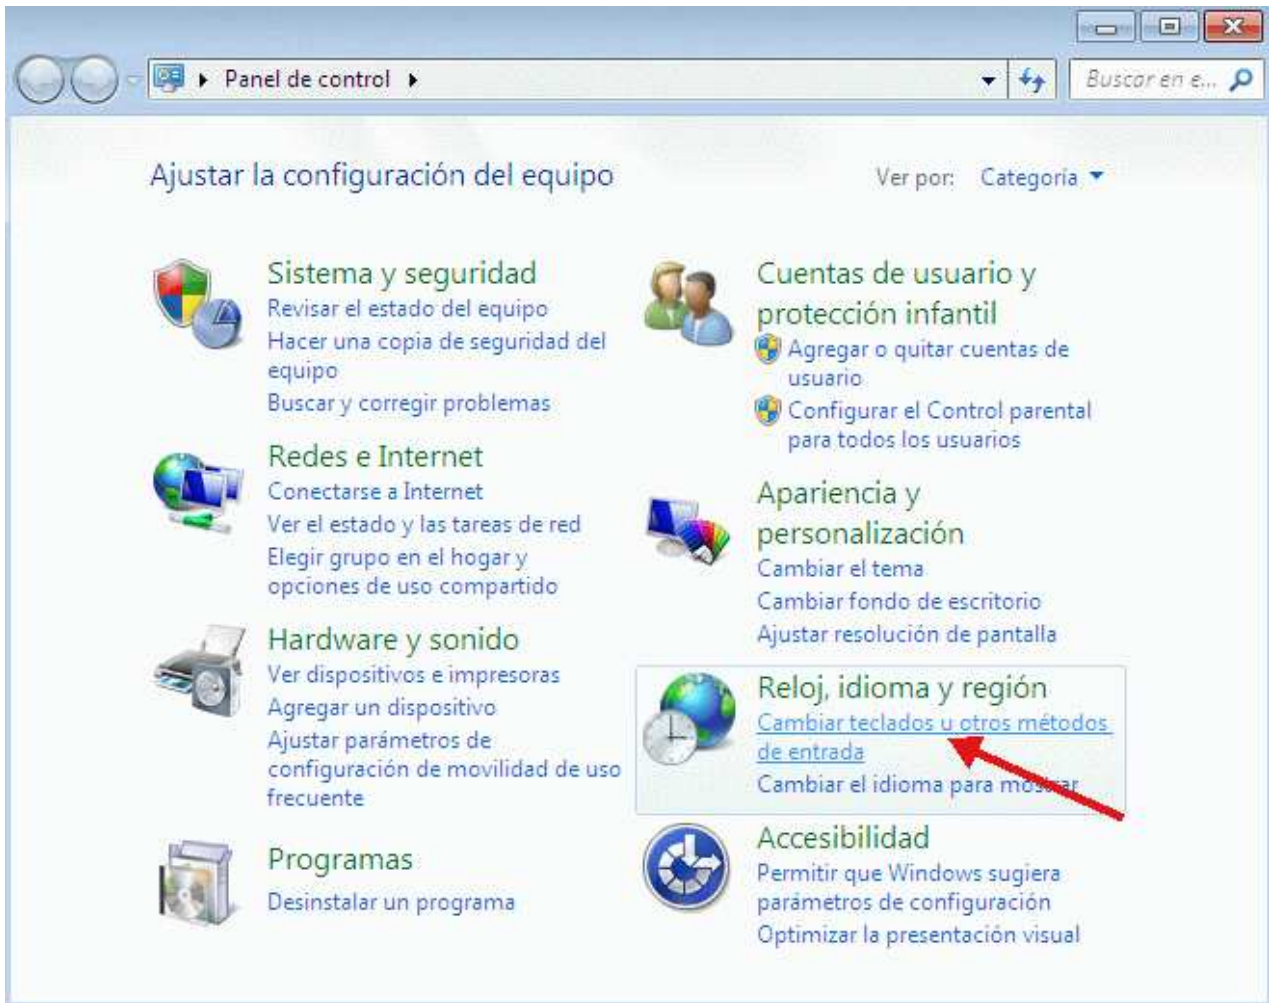 Panel de control
Buscar en e...
Ajustar la configuración del equipo
Ver por: Categoría
Sistema y seguridad
Revisar el estado del equipo
Hacer una copia de seguridad del
equipo
Buscar y corregir problemas
Redes e Internet
Conectarse a Internet
Ver el estado y las tareas de red
Elegir grupo en el hogar y
opciones de uso compartido
Hardware y sonido
Ver dispositivos e impresoras
Agregar un dispositivo
Ajustar parámetros de
configuración de movilidad de uso
frecuente
Programas
Desinstalar un programa
Cuentas de usuario y
protección infantil
Agregar o quitar cuentas de
usuario
Configurar el Control parental
para todos los usuarios
Apariencia y
personalización
Cambiar el tema
Cambiar fondo de escritorio
Ajustar resolución de pantalla
Reloj, idioma y región
Cambiar teclados u otros métodos
de entrada
Cambiar el idioma para mostrar
Accesibilidad
Permitir que Windows sugiera
parámetros de configuración
Optimizar la presentación visual